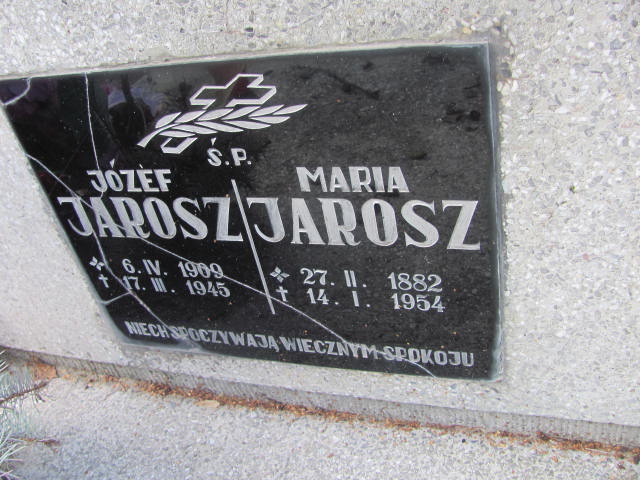 Ś.P.
JÓZEF
JAROSZ
6. IV. 1909
17. III. 1945
MARIA
JAROSZ
27. II. 1882
14. I. 1954
NIECH SPOCZYWAJĄ WIECZNYM SPOKOJU